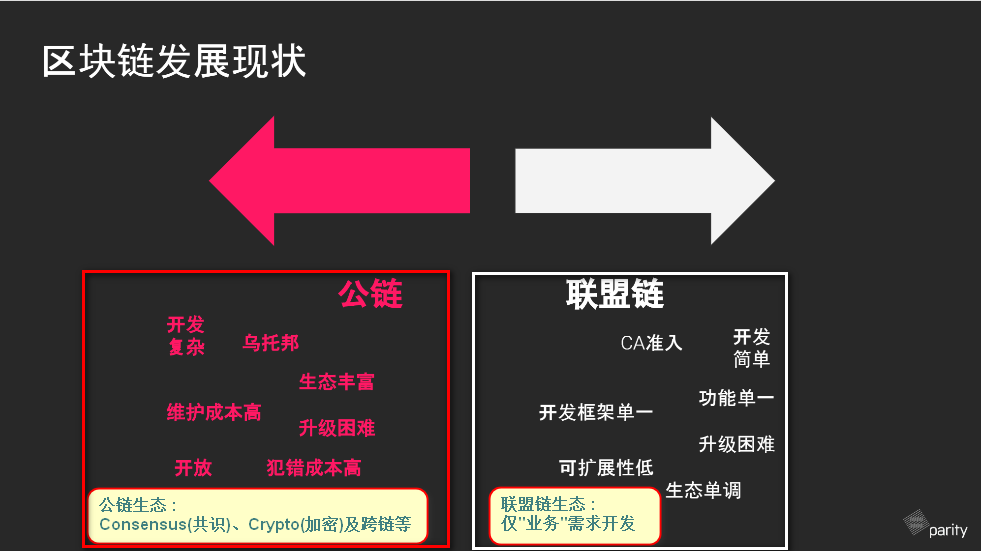 区块链发展现状
公链
开发
复杂
乌托邦
生态丰富
维护成本高
升级困难
开放
犯错成本高
公链生态：
Consensus(共识)、Crypto(加密)及跨链等
联盟链
CA准入
开发
简单
功能单一
开发框架单一
升级困难
可扩展性低
生态单调
联盟链生态：
仅"业务"需求开发
parity